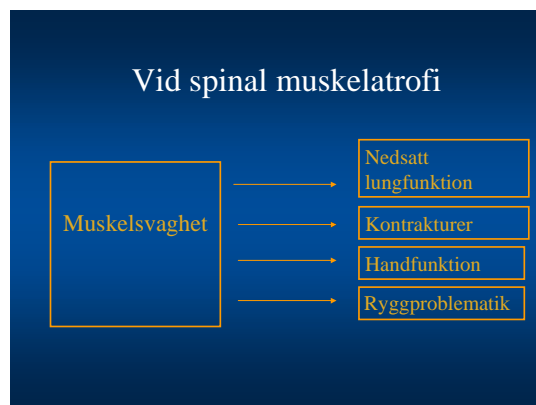 Vid spinal muskelatrofi
Muskelsvaghet
Nedsatt
lungfunktion
Kontrakturer
Handfunktion
Ryggproblematik